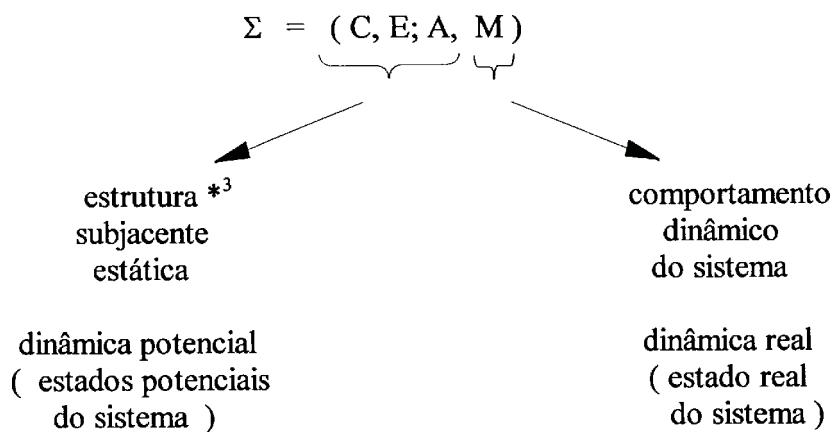 Σ = ( C, E; A, M )
estrutura *³
subjacente
estática
dinâmica potencial
( estados potenciais
do sistema )
comportamento
dinâmico
do sistema
dinâmica real
( estado real
do sistema )